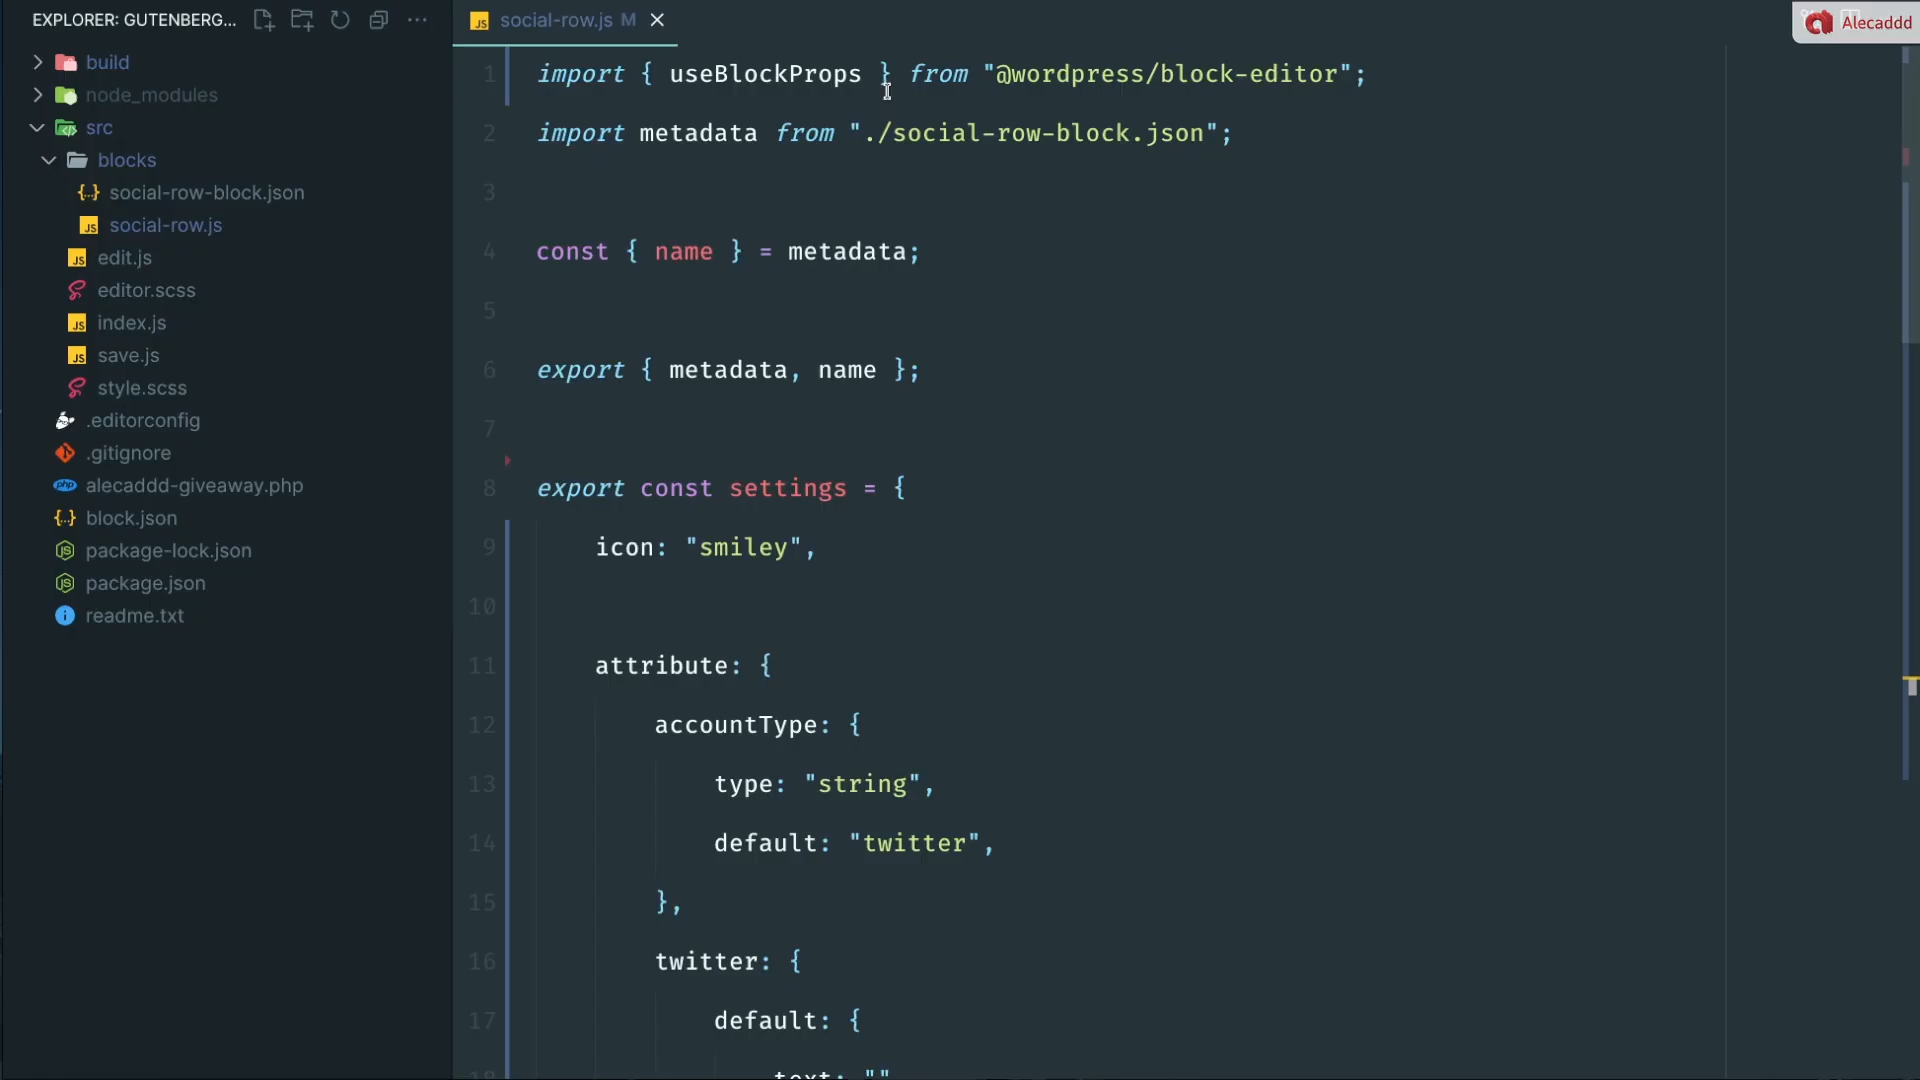 EXPLORER: GUTENBERG...
build
node_modules
src
blocks
social-row-block.json
social-row.js
edit.js
editor.scss
index.js
save.js
style.scss
.editorconfig
.gitignore
alecaddd-giveaway.php
block.json
package-lock.json
package.json
readme.txt
social-row.js M
Alecaddd
1 import { useBlockProps } from "@wordpress/block-editor";
2 import metadata from "./social-row-block.json";
3
4 const { name } = metadata;
5
6 export { metadata, name };
7
8 export const settings = {
9 icon: "smiley",
10
11 attribute: {
12 accountType: {
13 type: "string",
14 default: "twitter",
15 },
16 twitter: {
17 default: {
18 text: ""